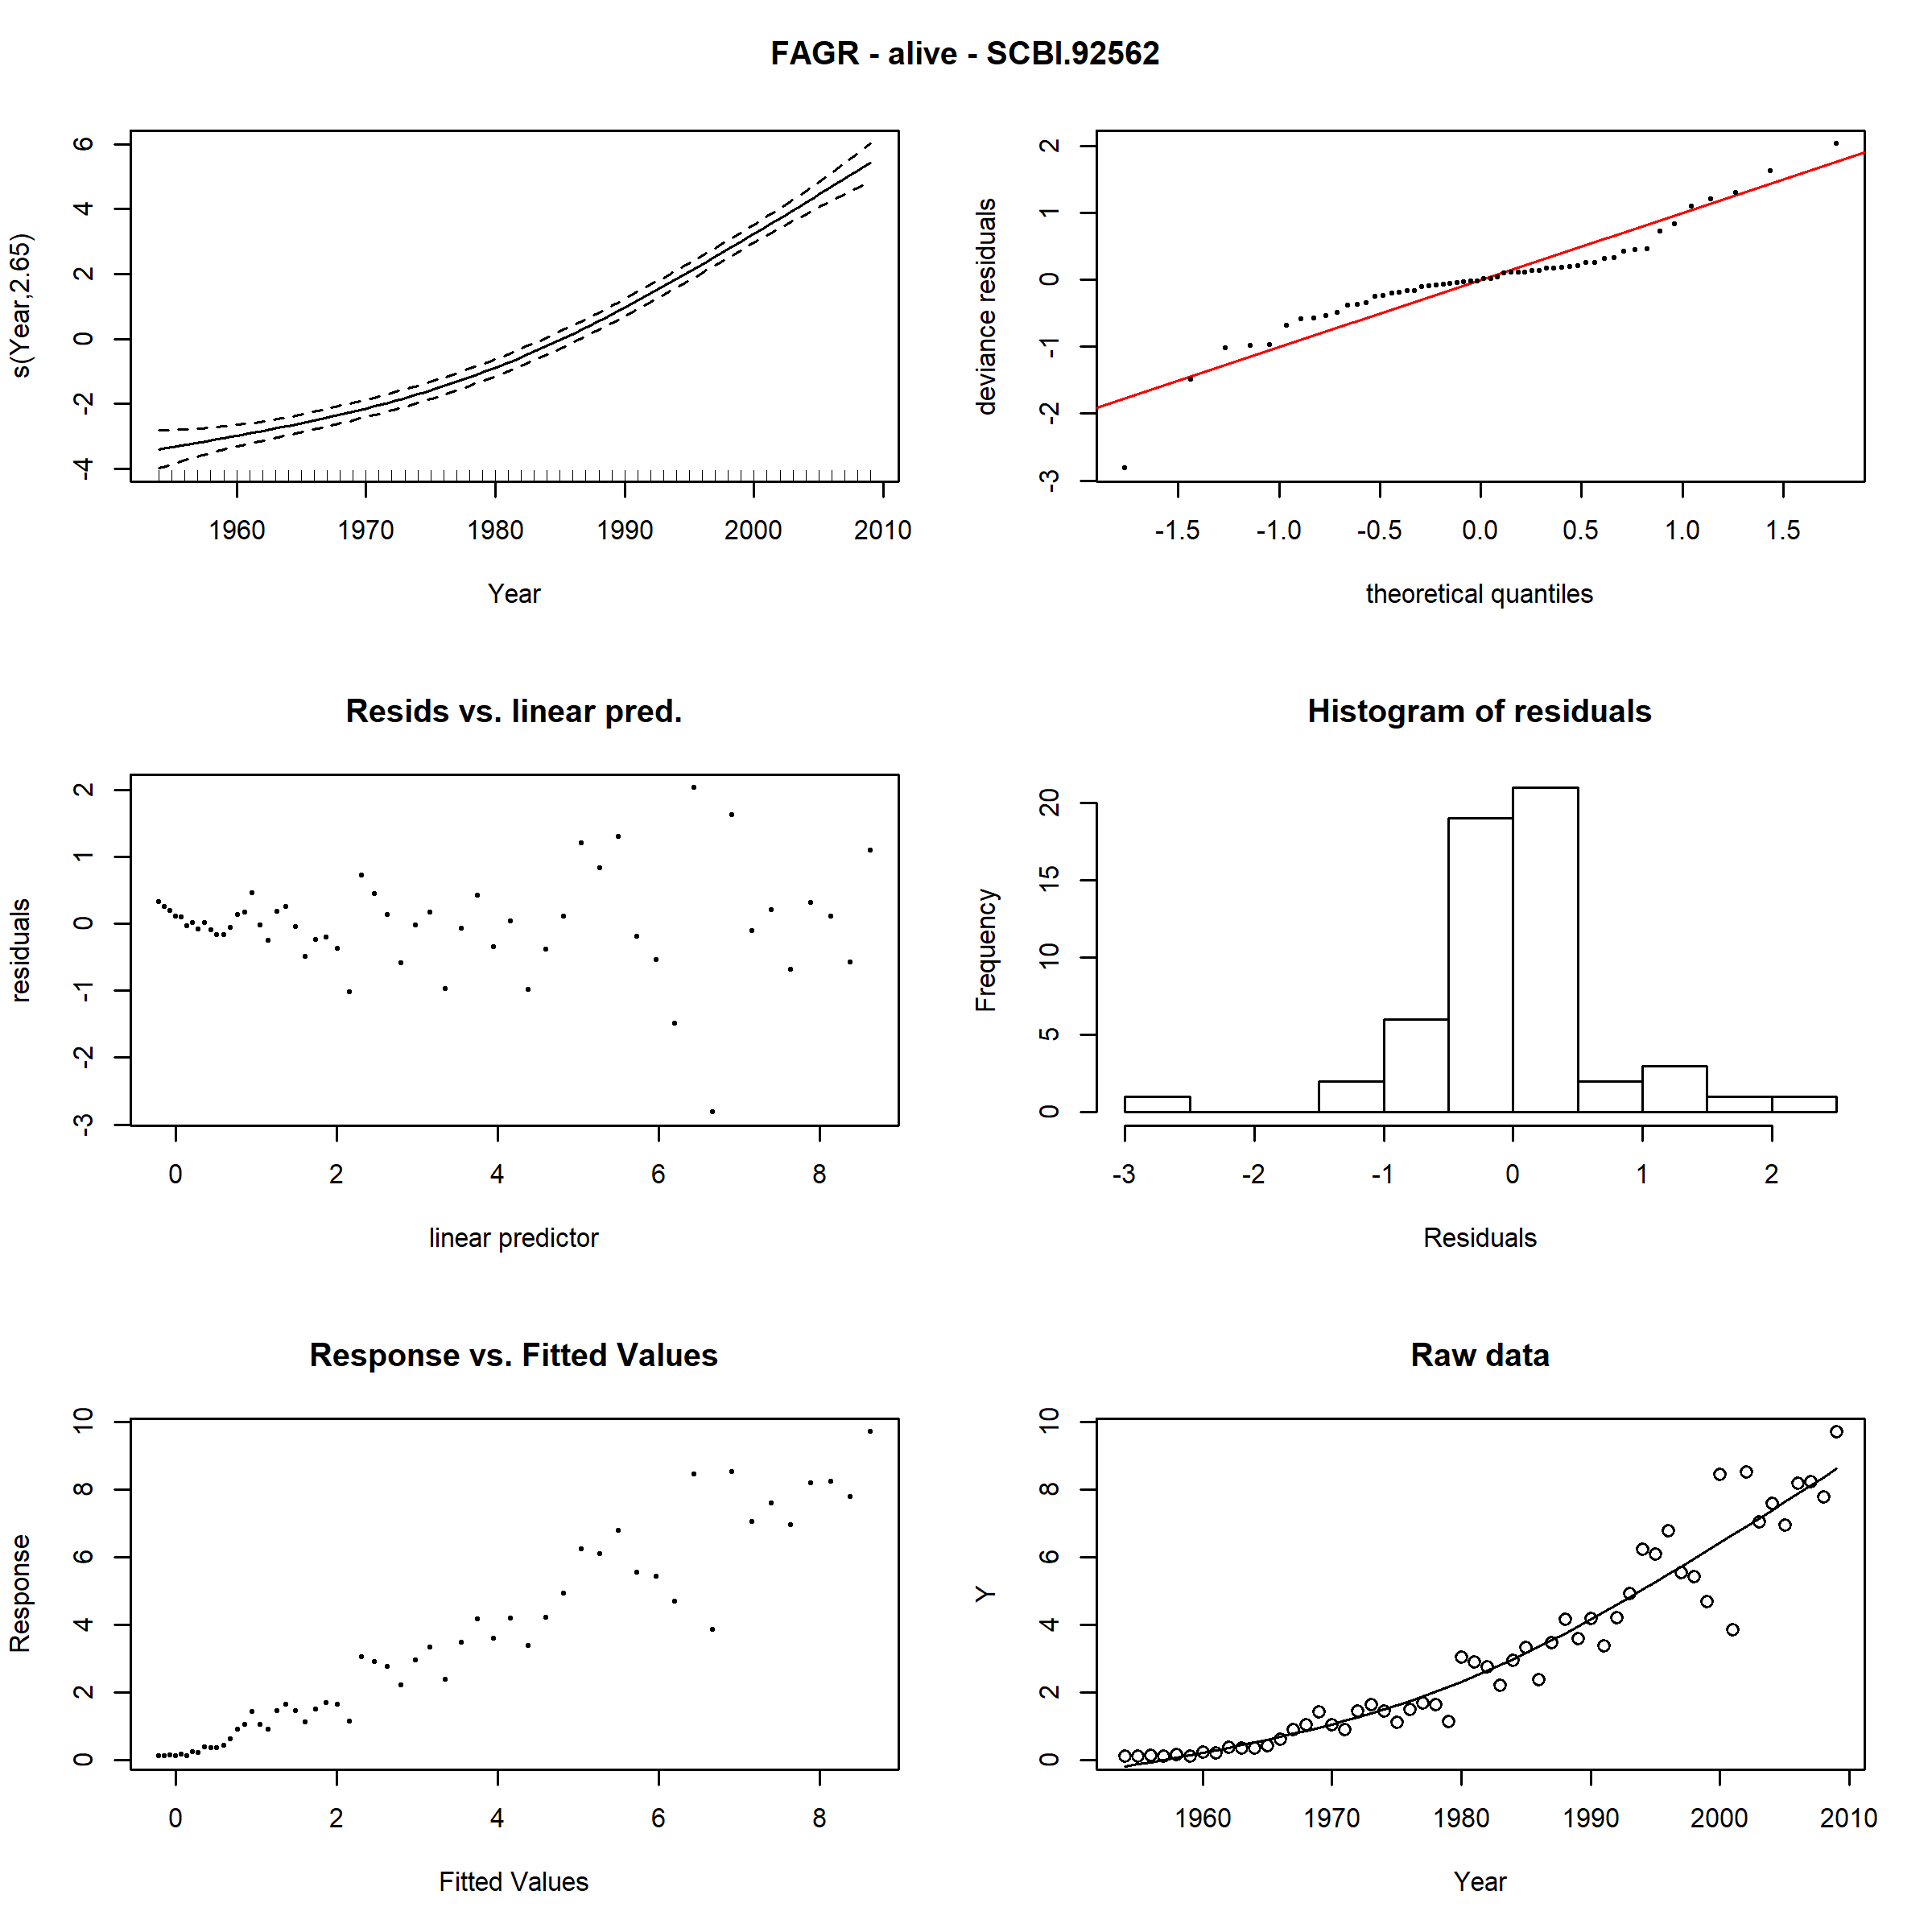 FAGR - alive - SCBI.92562
s(Year,2.65)
6
4
2
0
-2
-4
1960 1970 1980 1990 2000 2010
Year
deviance residuals
2
1
0
-1
-2
-3
-1.5 -1.0 -0.5 0.0 0.5 1.0 1.5
theoretical quantiles
Resids vs. linear pred.
residuals
2
1
0
-1
-2
-3
0 2 4 6 8
linear predictor
Histogram of residuals
Frequency
20
15
10
5
0
-3 -2 -1 0 1 2
Residuals
Response vs. Fitted Values
Response
10
8
6
4
2
0
0 2 4 6 8
Fitted Values
Raw data
Y
10
8
6
4
2
0
1960 1970 1980 1990 2000 2010
Year